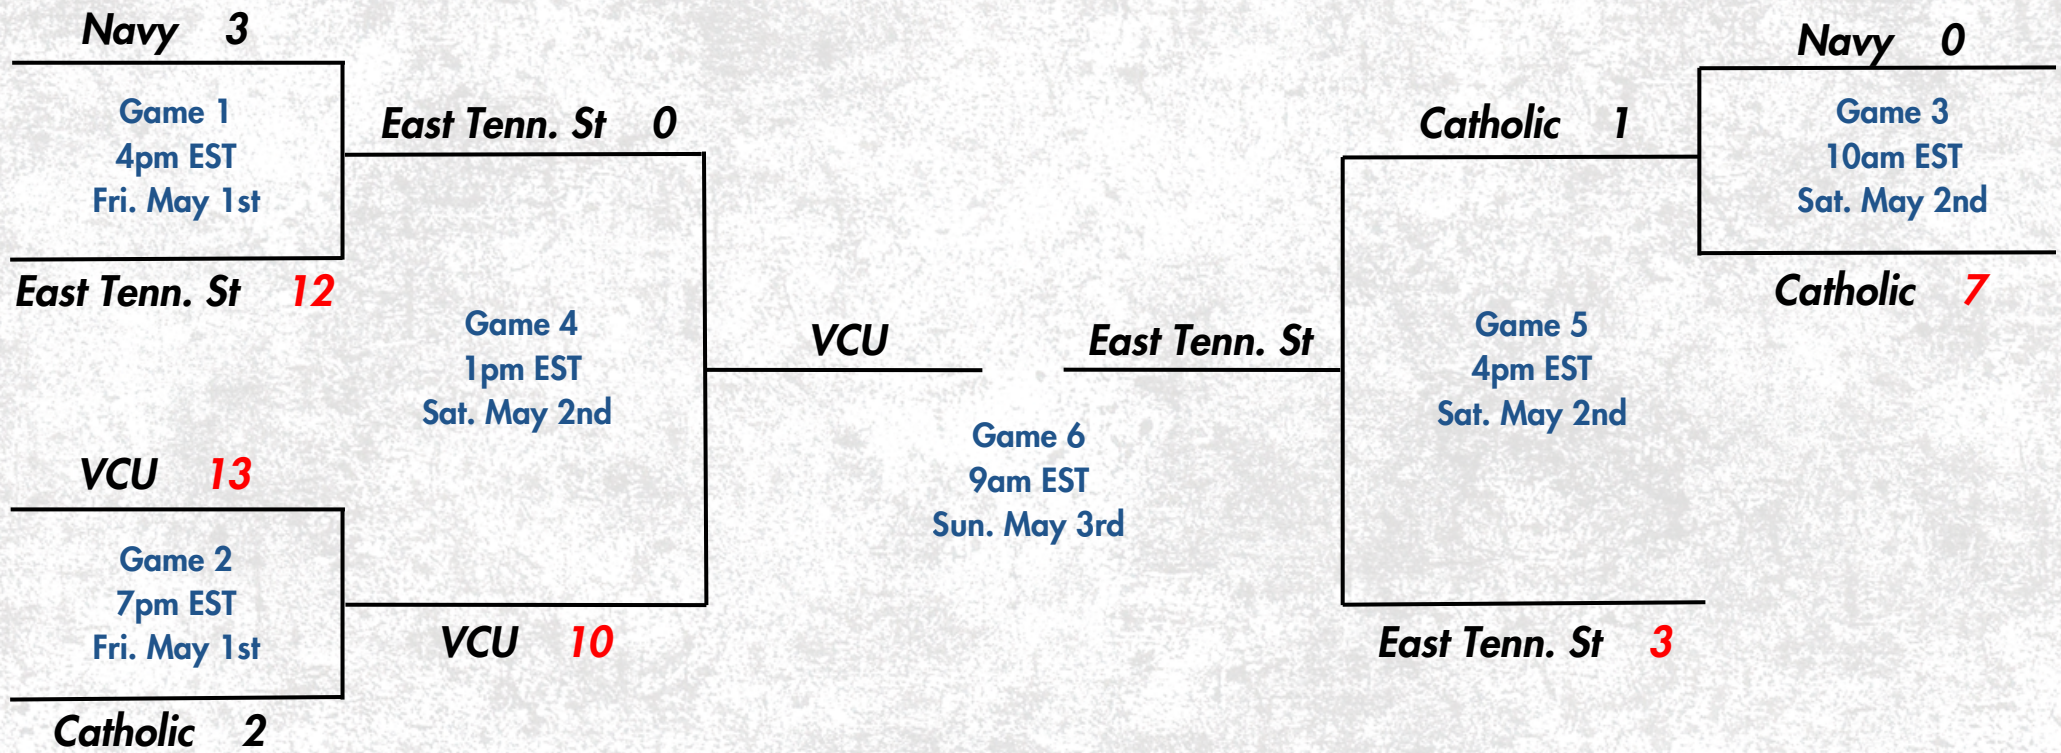 Navy 3
Game 1
4pm EST
Fri. May 1st
East Tenn. St 12
VCU 13
Game 2
7pm EST
Fri. May 1st
Catholic 2
East Tenn. St 0
Game 4
1pm EST
Sat. May 2nd
VCU 10
VCU
East Tenn. St
Game 6
9am EST
Sun. May 3rd
Catholic 1
Game 5
4pm EST
Sat. May 2nd
East Tenn. St 3
Navy 0
Game 3
10am EST
Sat. May 2nd
Catholic 7